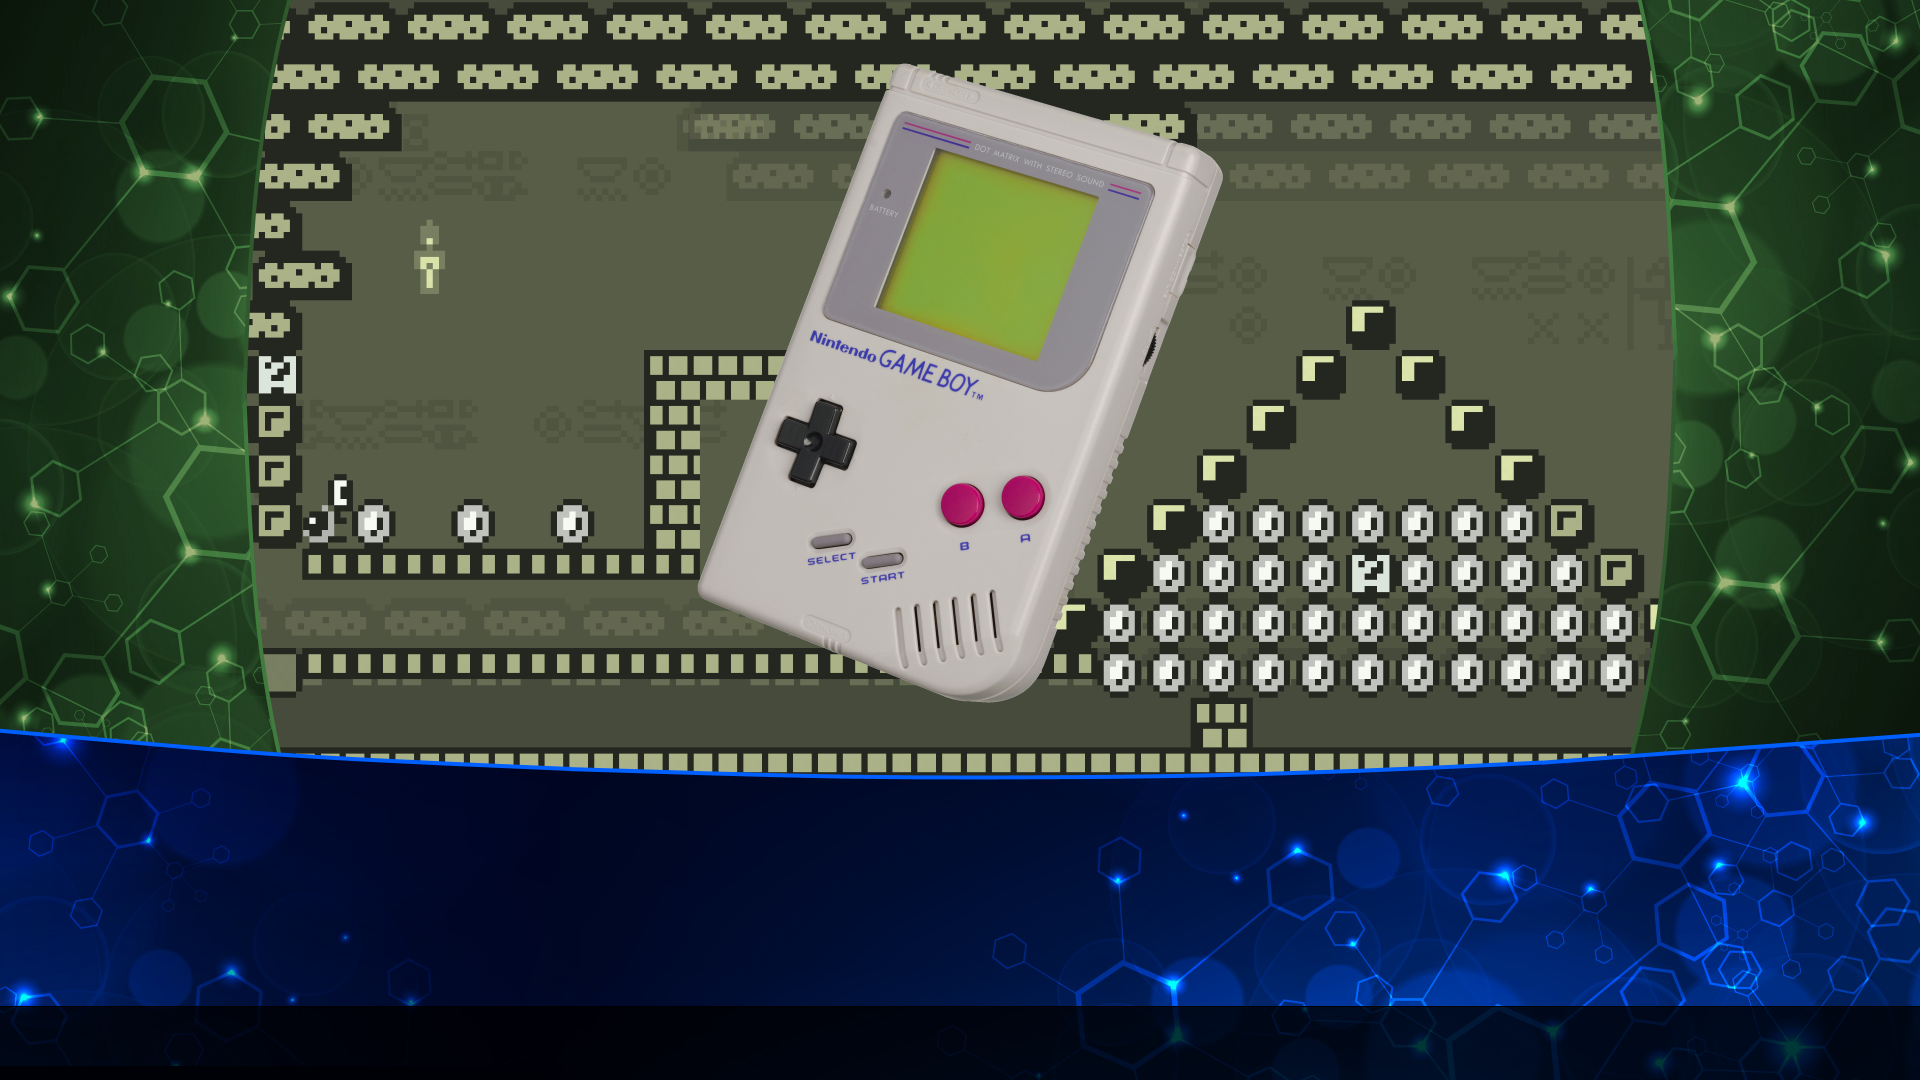 DOT MATRIX WITH STEREO SOUND
BATTERY
Nintendo GAME BOY™
B
A
SELECT
START